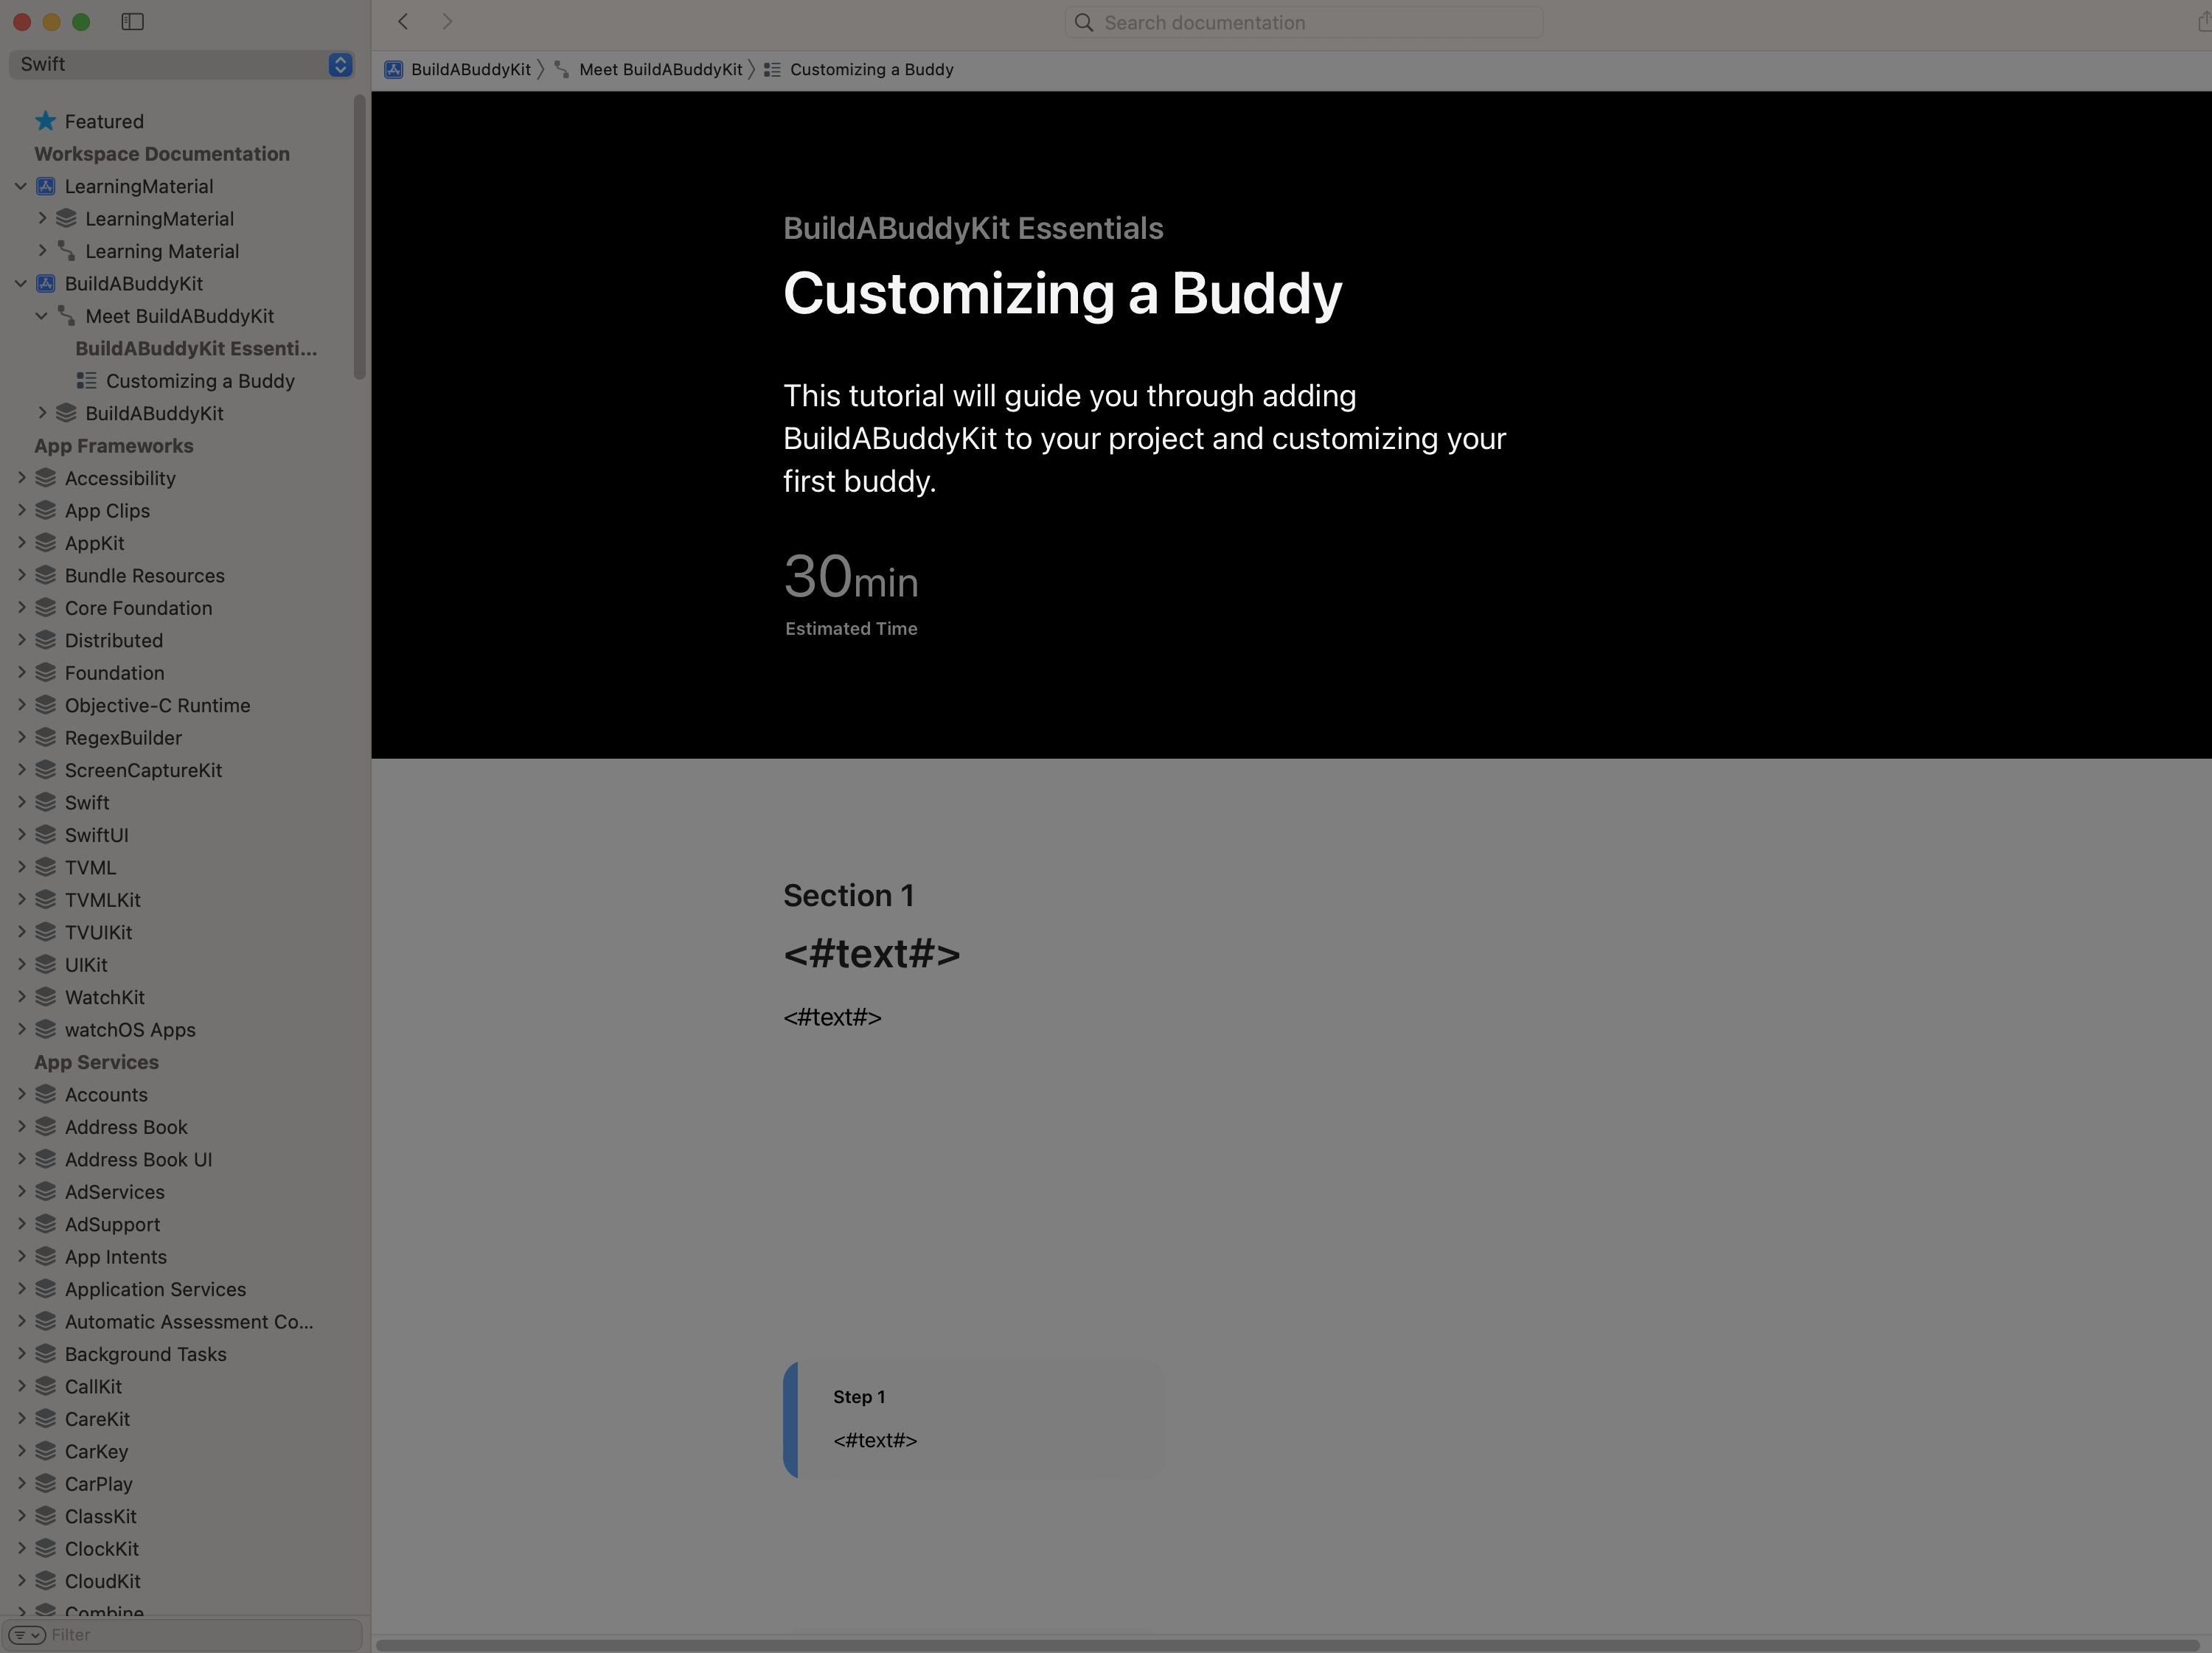 Search documentation
Swift
BuildABuddyKit
Meet BuildABuddyKit
Customizing a Buddy
Featured
Workspace Documentation
LearningMaterial
LearningMaterial
Learning Material
BuildABuddyKit
Meet BuildABuddyKit
BuildABuddyKit Essenti...
Customizing a Buddy
BuildABuddyKit
App Frameworks
Accessibility
App Clips
AppKit
Bundle Resources
Core Foundation
Distributed
Foundation
Objective-C Runtime
RegexBuilder
ScreenCaptureKit
Swift
SwiftUI
TVML
TVMLKit
TVUIKit
UIKit
WatchKit
watchOS Apps
App Services
Accounts
Address Book
Address Book UI
AdServices
AdSupport
App Intents
Application Services
Automatic Assessment Co...
Background Tasks
CallKit
CareKit
CarKey
CarPlay
ClassKit
ClockKit
CloudKit
Combine
Filter
BuildABuddyKit Essentials
Customizing a Buddy
This tutorial will guide you through adding
BuildABuddyKit to your project and customizing your
first buddy.
30min
Estimated Time
Section 1
<#text#>
<#text#>
Step 1
<#text#>